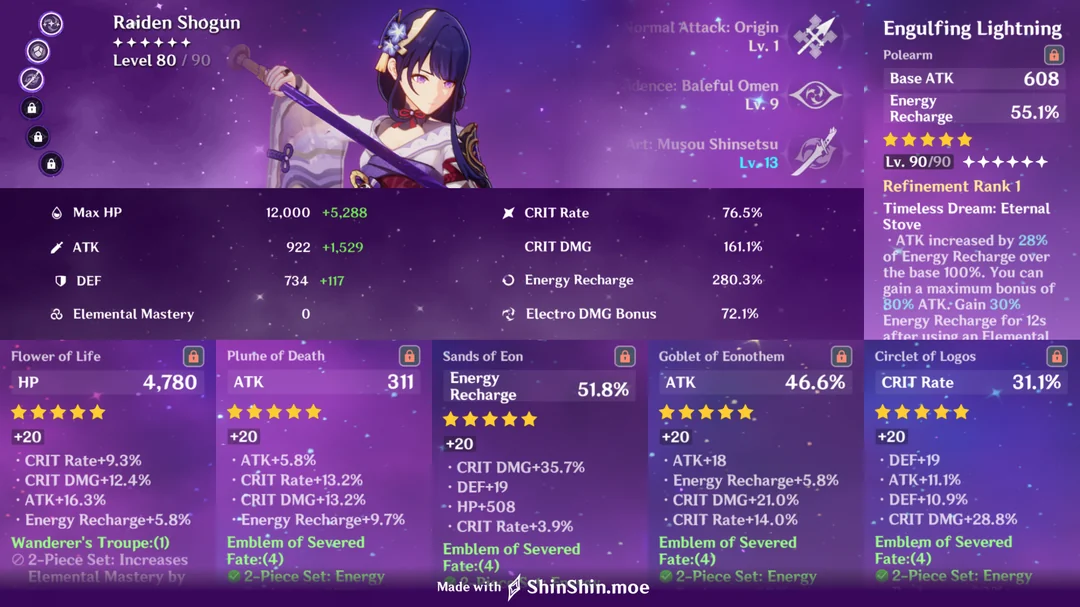 Raiden Shogun
Level 80 / 90
Normal Attack: Origin
Lv. 1
Baleful Omen
Lv. 9
Art: Musou Shinsetsu
Lv. 13
Engulfing Lightning
Polearm
Base ATK 608
Energy
Recharge 55.1%
Lv. 90/90
Refinement Rank 1
Timeless Dream: Eternal
Stove
· ATK increased by 28%
of Energy Recharge over
the base 100%. You can
gain a maximum bonus of
80% ATK. Gain 30%
Energy Recharge for 12s
after using an Elemental
Max HP 12,000 +5,288
ATK 922 +1,529
DEF 734 +117
Elemental Mastery 0
CRIT Rate 76.5%
CRIT DMG 161.1%
Energy Recharge 280.3%
Electro DMG Bonus 72.1%
Flower of Life
HP 4,780
+20
· CRIT Rate+9.3%
· CRIT DMG+12.4%
· ATK+16.3%
· Energy Recharge+5.8%
Wanderer's Troupe:(1)
2-Piece Set: Increases
Elemental Mastery by
Plume of Death
ATK 311
+20
· ATK+5.8%
· CRIT Rate+13.2%
· CRIT DMG+13.2%
· Energy Recharge+9.7%
Emblem of Severed
Fate:(4)
2-Piece Set: Energy
Sands of Eon
Energy
Recharge 51.8%
+20
· CRIT DMG+35.7%
· DEF+19
· HP+508
· CRIT Rate+3.9%
Emblem of Severed
Fate:(4)
Goblet of Eonothem
ATK 46.6%
+20
· ATK+18
· Energy Recharge+5.8%
· CRIT DMG+21.0%
· CRIT Rate+14.0%
Emblem of Severed
Fate:(4)
2-Piece Set: Energy
Circlet of Logos
CRIT Rate 31.1%
+20
· DEF+19
· ATK+11.1%
· DEF+10.9%
· CRIT DMG+28.8%
Emblem of Severed
Fate:(4)
2-Piece Set: Energy
Made with ShinShin.moe